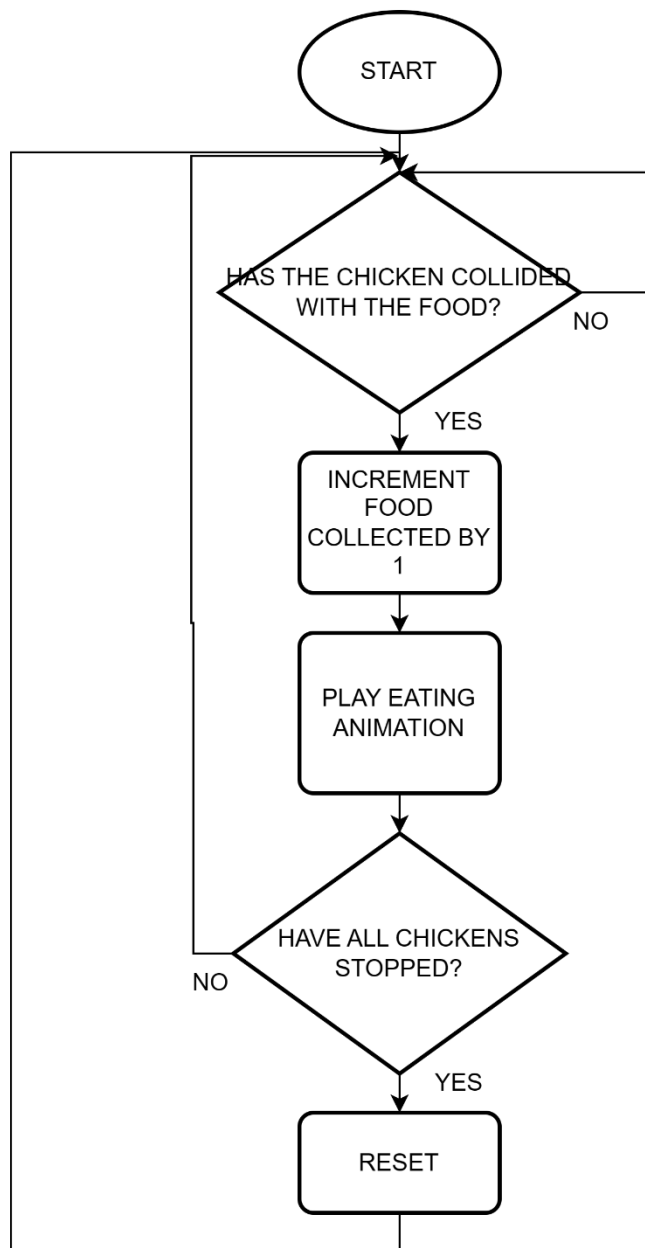 START
HAS THE CHICKEN COLLIDED
WITH THE FOOD?
NO
YES
INCREMENT
FOOD
COLLECTED BY
1
PLAY EATING
ANIMATION
HAVE ALL CHICKENS
STOPPED?
NO
YES
RESET